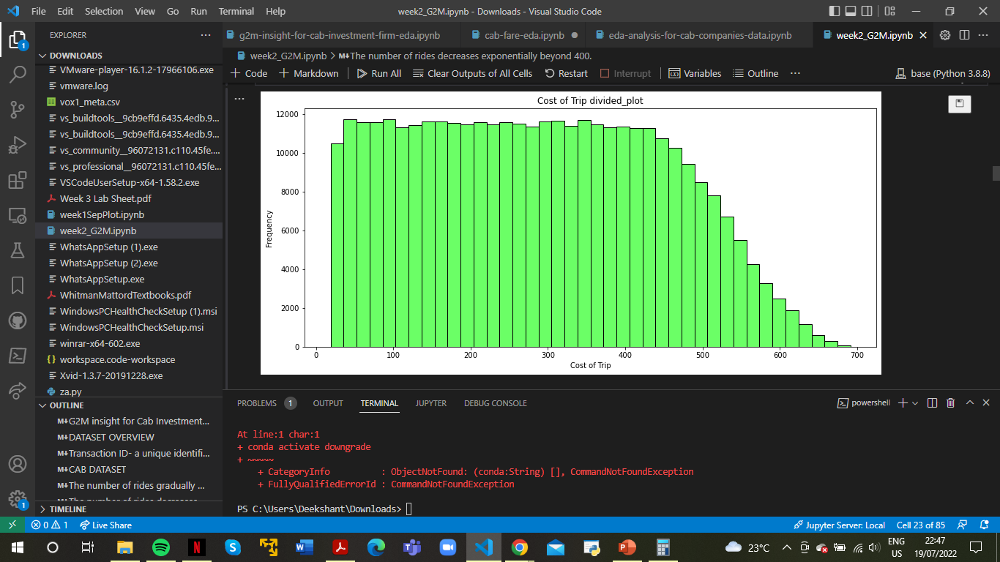 File Edit Selection View Go Run Terminal Help
week2_G2M.ipynb - Downloads - Visual Studio Code
EXPLORER
DOWNLOADS
VMware-player-16.1.2-17966106.exe
vmware.log
vox1_meta.csv
vs_buildtools__9cb9effd.6435.4edb.9...
vs_buildtools__9cb9effd.6435.4edb.9...
vs_community__96072131.c110.45fe....
vs_professional__96072131.c110.45fe...
VSCodeUserSetup-x64-1.58.2.exe
Week 3 Lab Sheet.pdf
week1SepPlot.ipynb
week2_G2M.ipynb
WhatsAppSetup (1).exe
WhatsAppSetup (2).exe
WhatsAppSetup.exe
WhitmanMattordTextbooks.pdf
WindowsPCHealthCheckSetup (1).msi
WindowsPCHealthCheckSetup.msi
winrar-x64-602.exe
workspace.code-workspace
Xvid-1.3.7-20191228.exe
za.py
OUTLINE
G2M insight for Cab Investment...
DATASET OVERVIEW
Transaction ID- a unique identifi...
CAB DATASET
The number of rides gradually ...
The number of rides decreases...
TIMELINE
g2m-insight-for-cab-investment-firm-eda.ipynb
cab-fare-eda.ipynb
eda-analysis-for-cab-companies-data.ipynb
week2_G2M.ipynb
week2_G2M.ipynb > M↓The number of rides decreases exponentially beyond 400.
+ Code + Markdown Run All Clear Outputs of All Cells Restart Interrupt Variables Outline ... base (Python 3.8.8)
Cost of Trip divided_plot
12000
10000
8000
6000
4000
2000
0
Frequency
0 100 200 300 400 500 600 700
Cost of Trip
PROBLEMS 1 OUTPUT TERMINAL JUPYTER DEBUG CONSOLE
powershell
At line:1 char:1
+ conda activate downgrade
+ ~~~~~
+ CategoryInfo : ObjectNotFound: (conda:String) [], CommandNotFoundException
+ FullyQualifiedErrorId : CommandNotFoundException
PS C:\Users\Deekshant\Downloads>
0 1 Live Share
Jupyter Server: Local Cell 23 of 85
23°C
ENG
US
22:47
19/07/2022